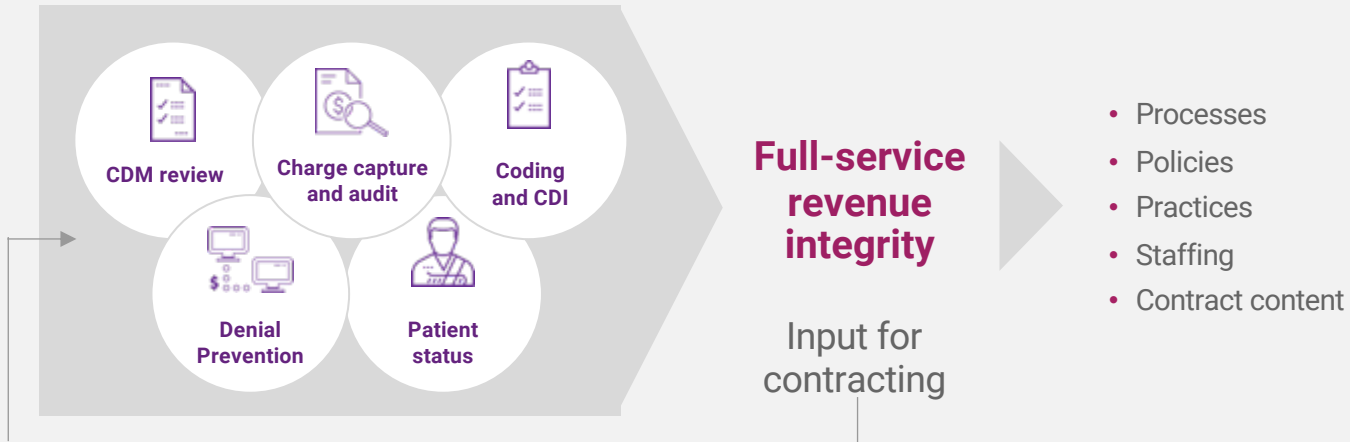 CDM review
Charge capture
and audit
Coding
and CDI
Denial
Prevention
Patient
status
Full-service
revenue
integrity
Input for
contracting
• Processes
• Policies
• Practices
• Staffing
• Contract content